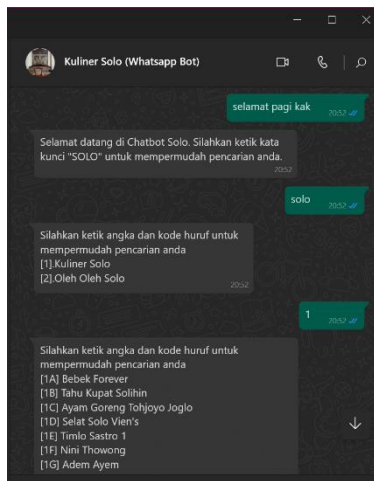 Kuliner Solo (Whatsapp Bot)
selamat pagi kak
20:52
Selamat datang di Chatbot Solo. Silahkan ketik kata
kunci "SOLO" untuk mempermudah pencarian anda.
20:52
solo
20:52
Silahkan ketik angka dan kode huruf untuk
mempermudah pencarian anda
[1].Kuliner Solo
[2].Oleh Oleh Solo
20:52
1
20:52
Silahkan ketik angka dan kode huruf untuk
mempermudah pencarian anda
[1A] Bebek Forever
[1B] Tahu Kupat Solihin
[1C] Ayam Goreng Tohjoyo Joglo
[1D] Selat Solo Vien's
[1E] Timlo Sastro 1
[1F] Nini Thowong
[1G] Adem Ayem